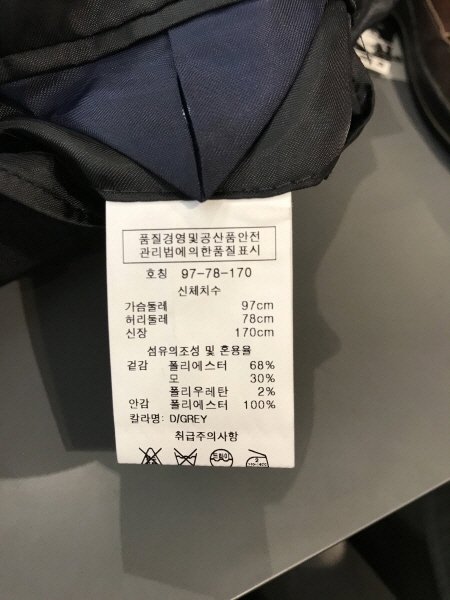 품질경영및공산품안전
관리법에의한품질표시
호칭 97-78-170
신체치수
가슴둘레 97cm
허리둘레 78cm
신장 170cm
섬유의조성 및 혼용율
겉감 폴리에스터 68%
모 30%
폴리우레탄 2%
안감 폴리에스터 100%
칼라명: D/GREY
취급주의사항
드라이